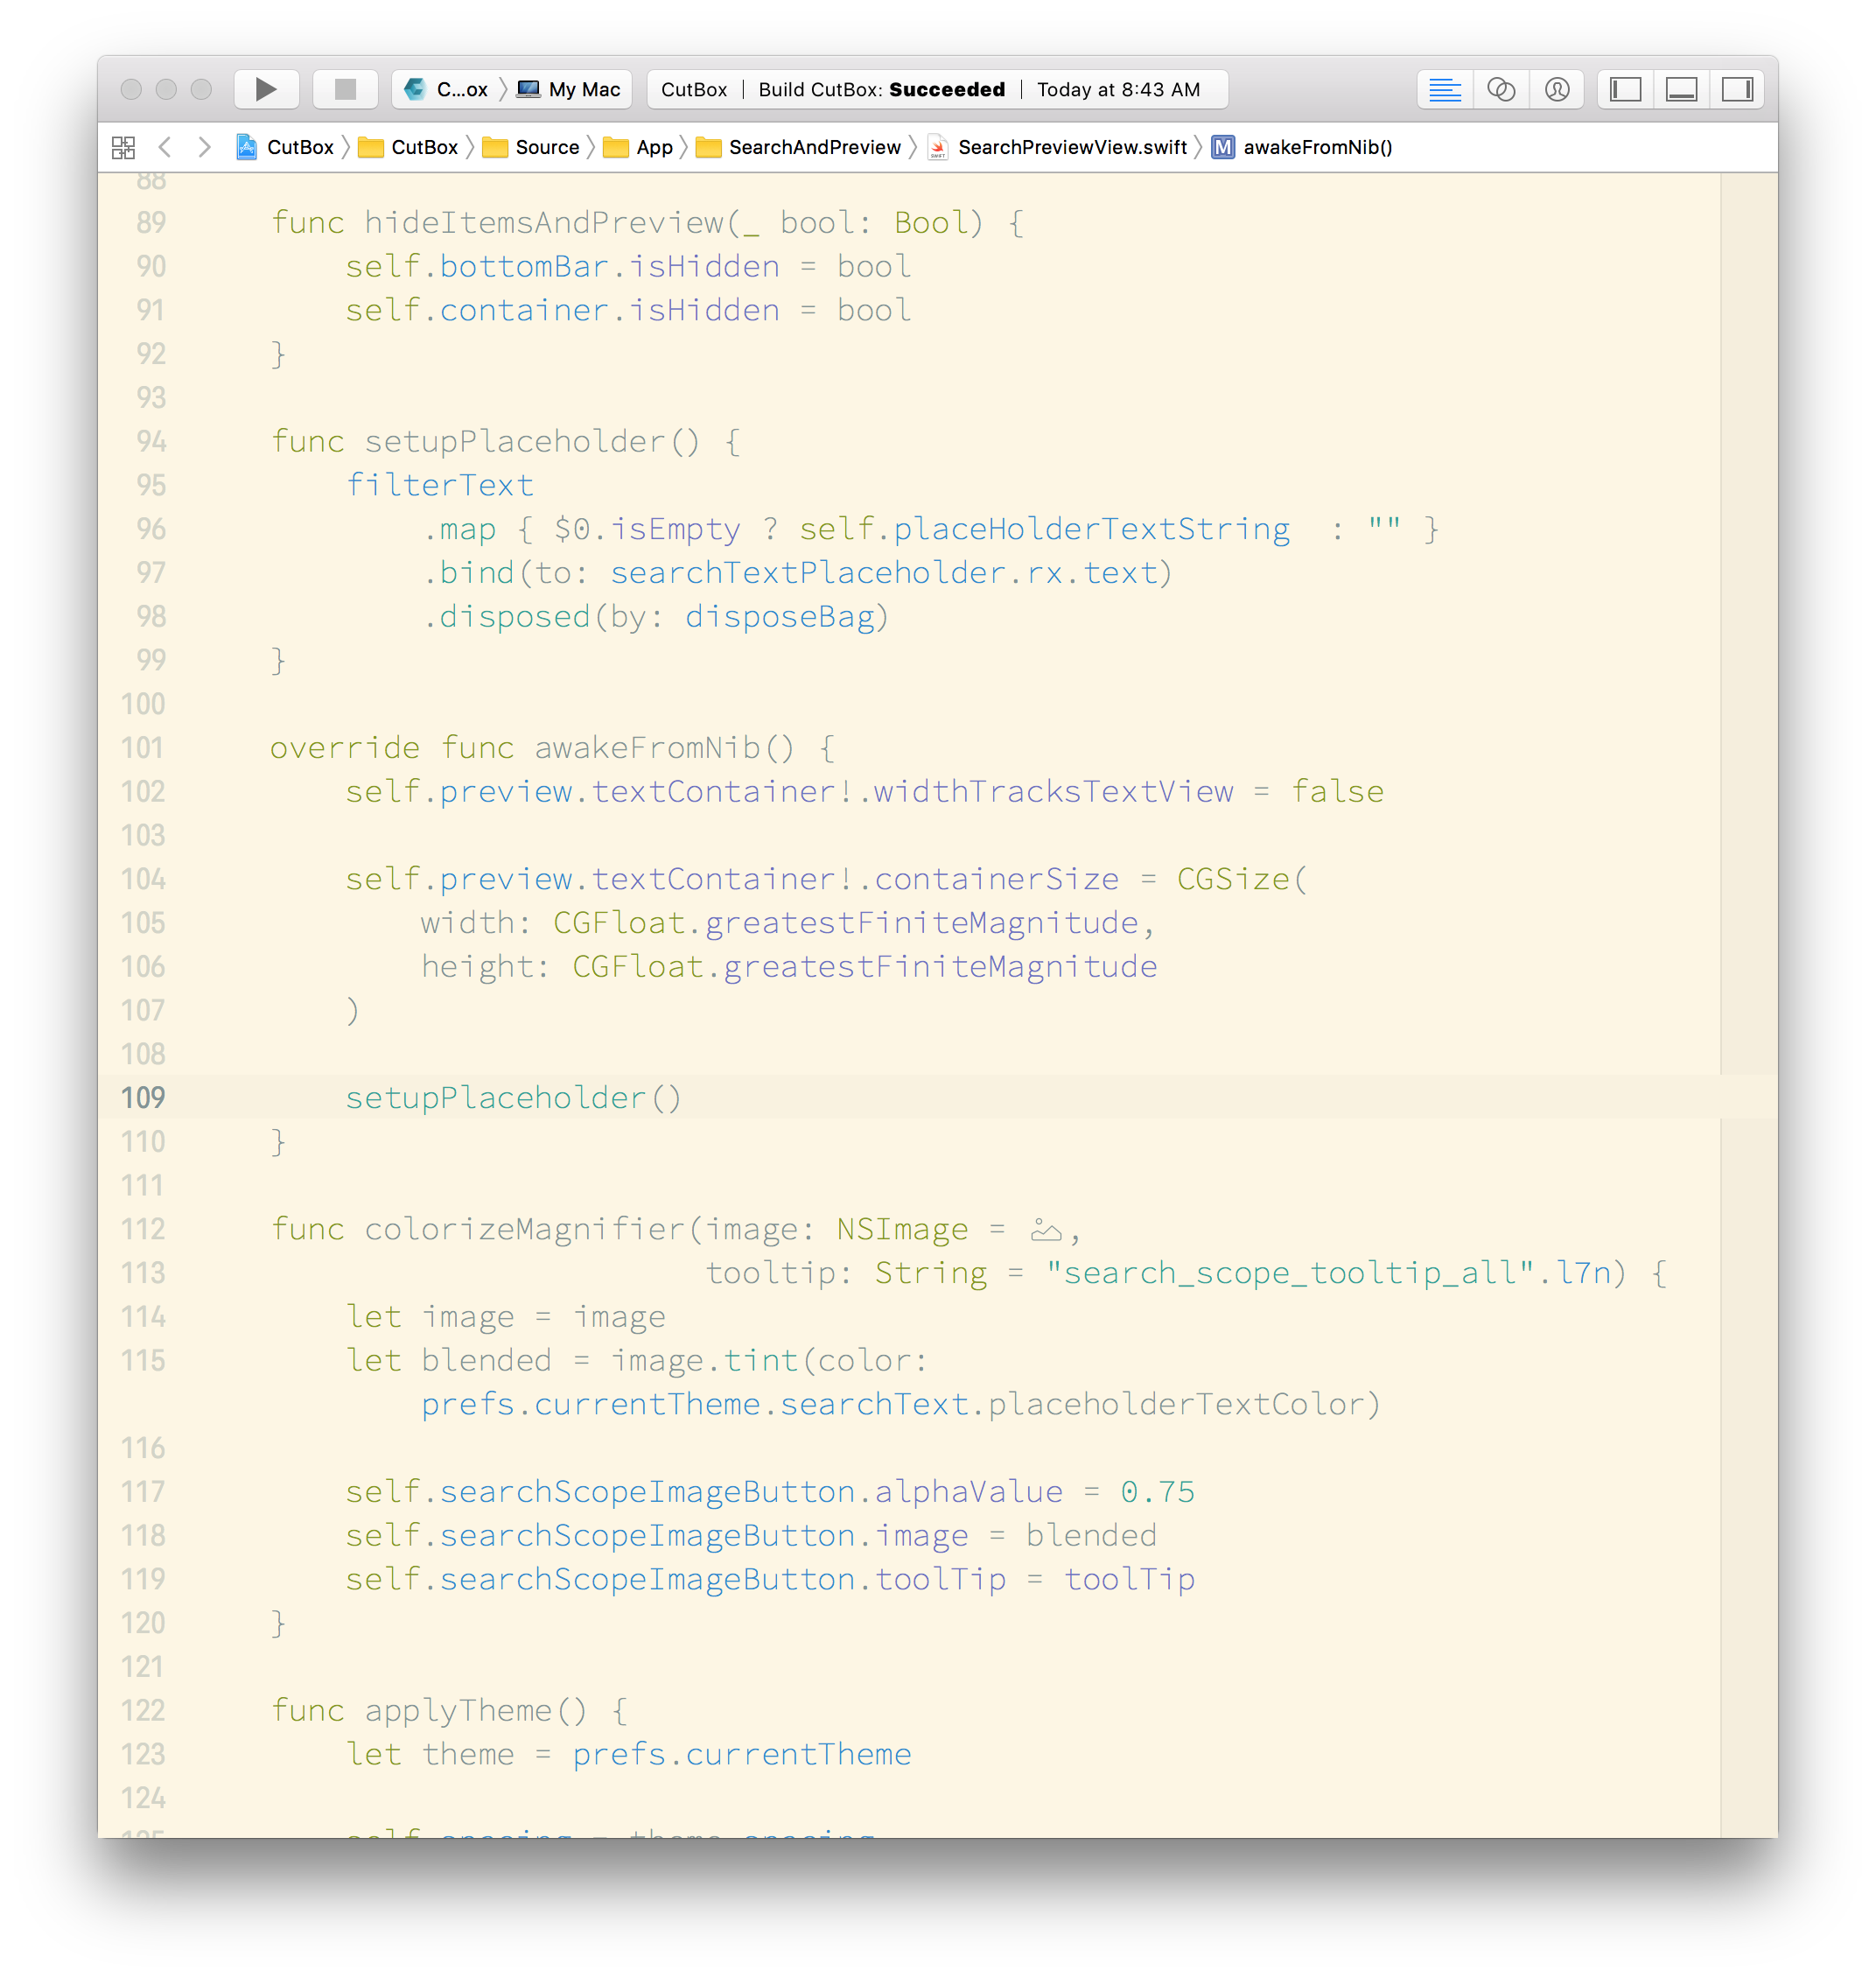 C...ox My Mac CutBox | Build CutBox: Succeeded | Today at 8:43 AM
CutBox CutBox Source App SearchAndPreview SearchPreviewView.swift M awakeFromNib()
88
89 func hideItemsAndPreview(_ bool: Bool) {
90 self.bottomBar.isHidden = bool
91 self.container.isHidden = bool
92 }
93
94 func setupPlaceholder() {
95 filterText
96 .map { $0.isEmpty ? self.placeHolderTextString  : "" }
97 .bind(to: searchTextPlaceholder.rx.text)
98 .disposed(by: disposeBag)
99 }
100
101 override func awakeFromNib() {
102 self.preview.textContainer!.widthTracksTextView = false
103
104 self.preview.textContainer!.containerSize = CGSize(
105 width: CGFloat.greatestFiniteMagnitude,
106 height: CGFloat.greatestFiniteMagnitude
107 )
108
109 setupPlaceholder()
110 }
111
112 func colorizeMagnifier(image: NSImage = ,
113 tooltip: String = "search_scope_tooltip_all".l7n) {
114 let image = image
115 let blended = image.tint(color:
prefs.currentTheme.searchText.placeholderTextColor)
116
117 self.searchScopeImageButton.alphaValue = 0.75
118 self.searchScopeImageButton.image = blended
119 self.searchScopeImageButton.toolTip = toolTip
120 }
121
122 func applyTheme() {
123 let theme = prefs.currentTheme
124
125 self.spacing = theme.spacing